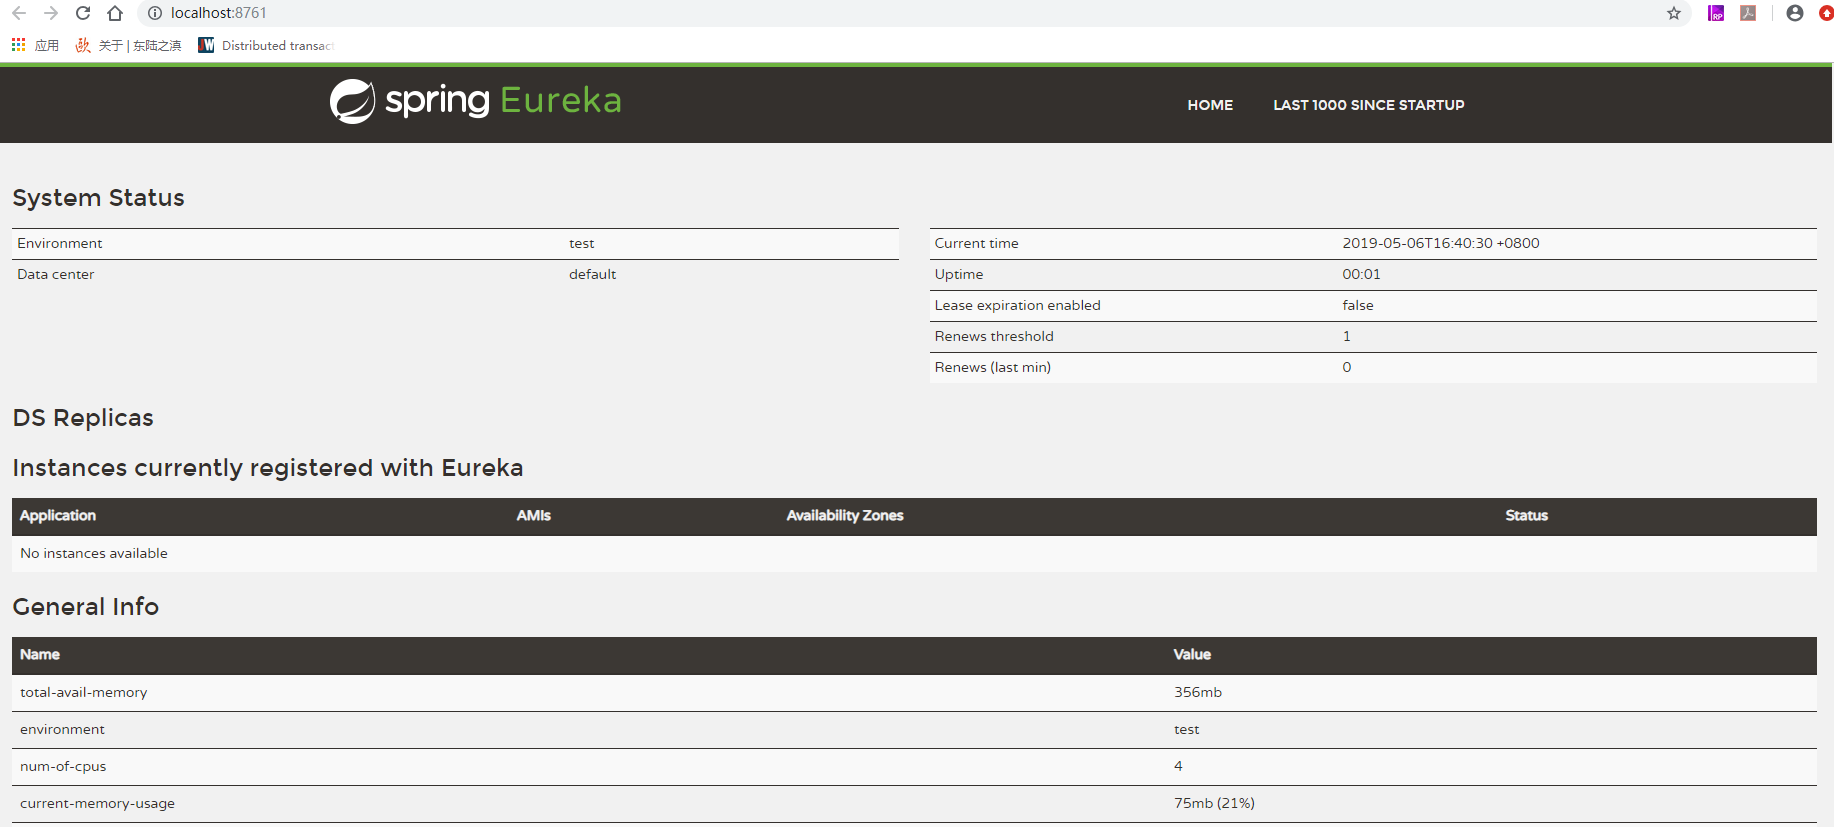 localhost:8761
应用 关于 | 东陆之滇 Distributed transac
spring Eureka HOME LAST 1000 SINCE STARTUP
System Status
Environment test
Data center default
Current time 2019-05-06T16:40:30 +0800
Uptime 00:01
Lease expiration enabled false
Renews threshold 1
Renews (last min) 0
DS Replicas
Instances currently registered with Eureka
Application AMIs Availability Zones Status
No instances available
General Info
Name Value
total-avail-memory 356mb
environment test
num-of-cpus 4
current-memory-usage 75mb (21%)